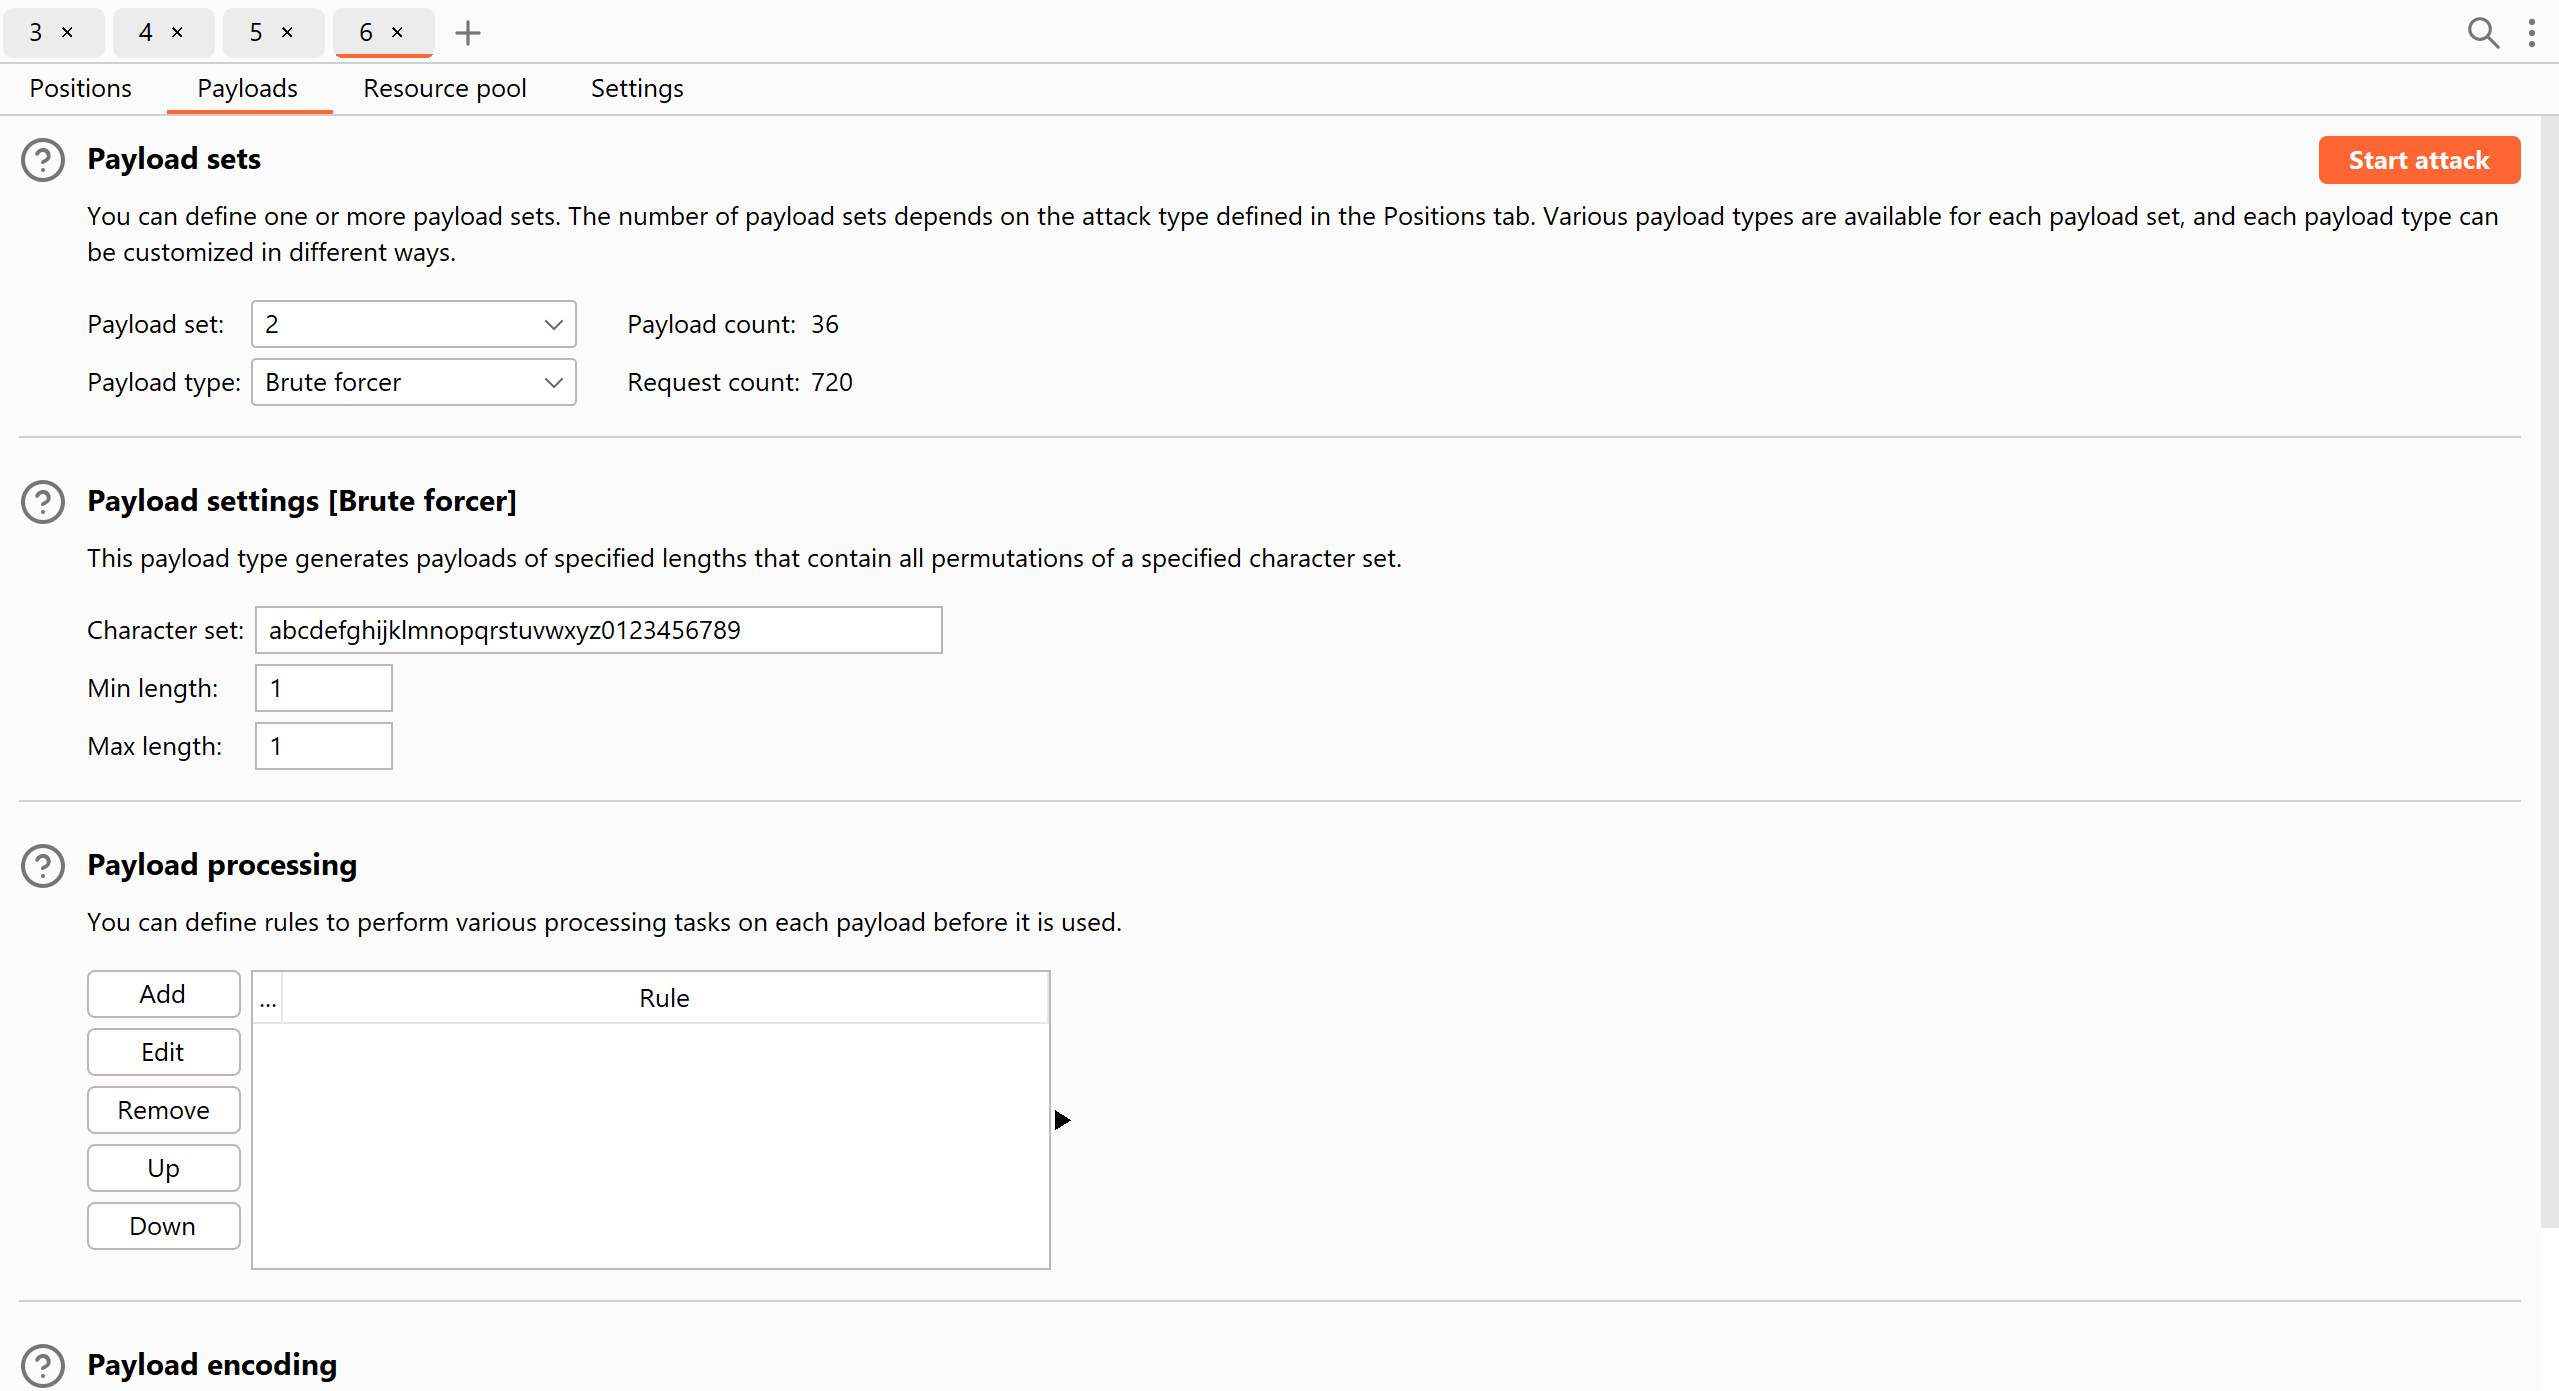 3 × 4 × 5 × 6 × +
Positions Payloads Resource pool Settings
? Payload sets Start attack
You can define one or more payload sets. The number of payload sets depends on the attack type defined in the Positions tab. Various payload types are available for each payload set, and each payload type can
be customized in different ways.
Payload set: 2 Payload count: 36
Payload type: Brute forcer Request count: 720
? Payload settings [Brute forcer]
This payload type generates payloads of specified lengths that contain all permutations of a specified character set.
Character set: abcdefghijklmnopqrstuvwxyz0123456789
Min length: 1
Max length: 1
? Payload processing
You can define rules to perform various processing tasks on each payload before it is used.
Add ... Rule
Edit
Remove
Up
Down
? Payload encoding